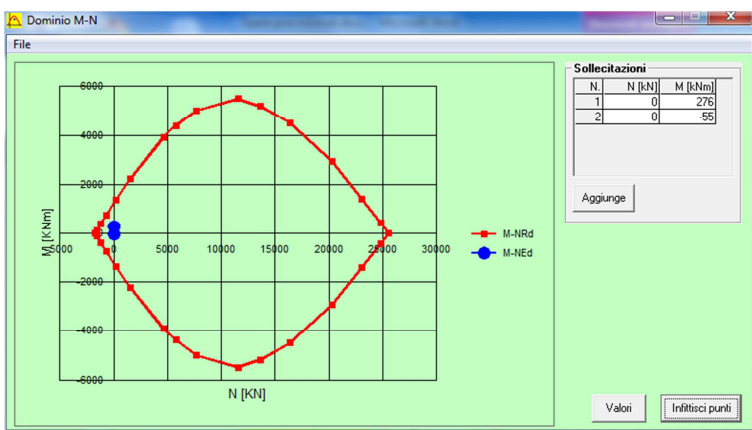 Dominio M-N
File
6000
4000
2000
0
-2000
-4000
-6000
M [KNm]
-5000 0 5000 10000 15000 20000 25000 30000
N [KN]
M-NRd
M-NEd
Sollecitazioni
N. N [kN] M [kNm]
1 0 276
2 0 -55
Aggiunge
Valori
Infittisci punti